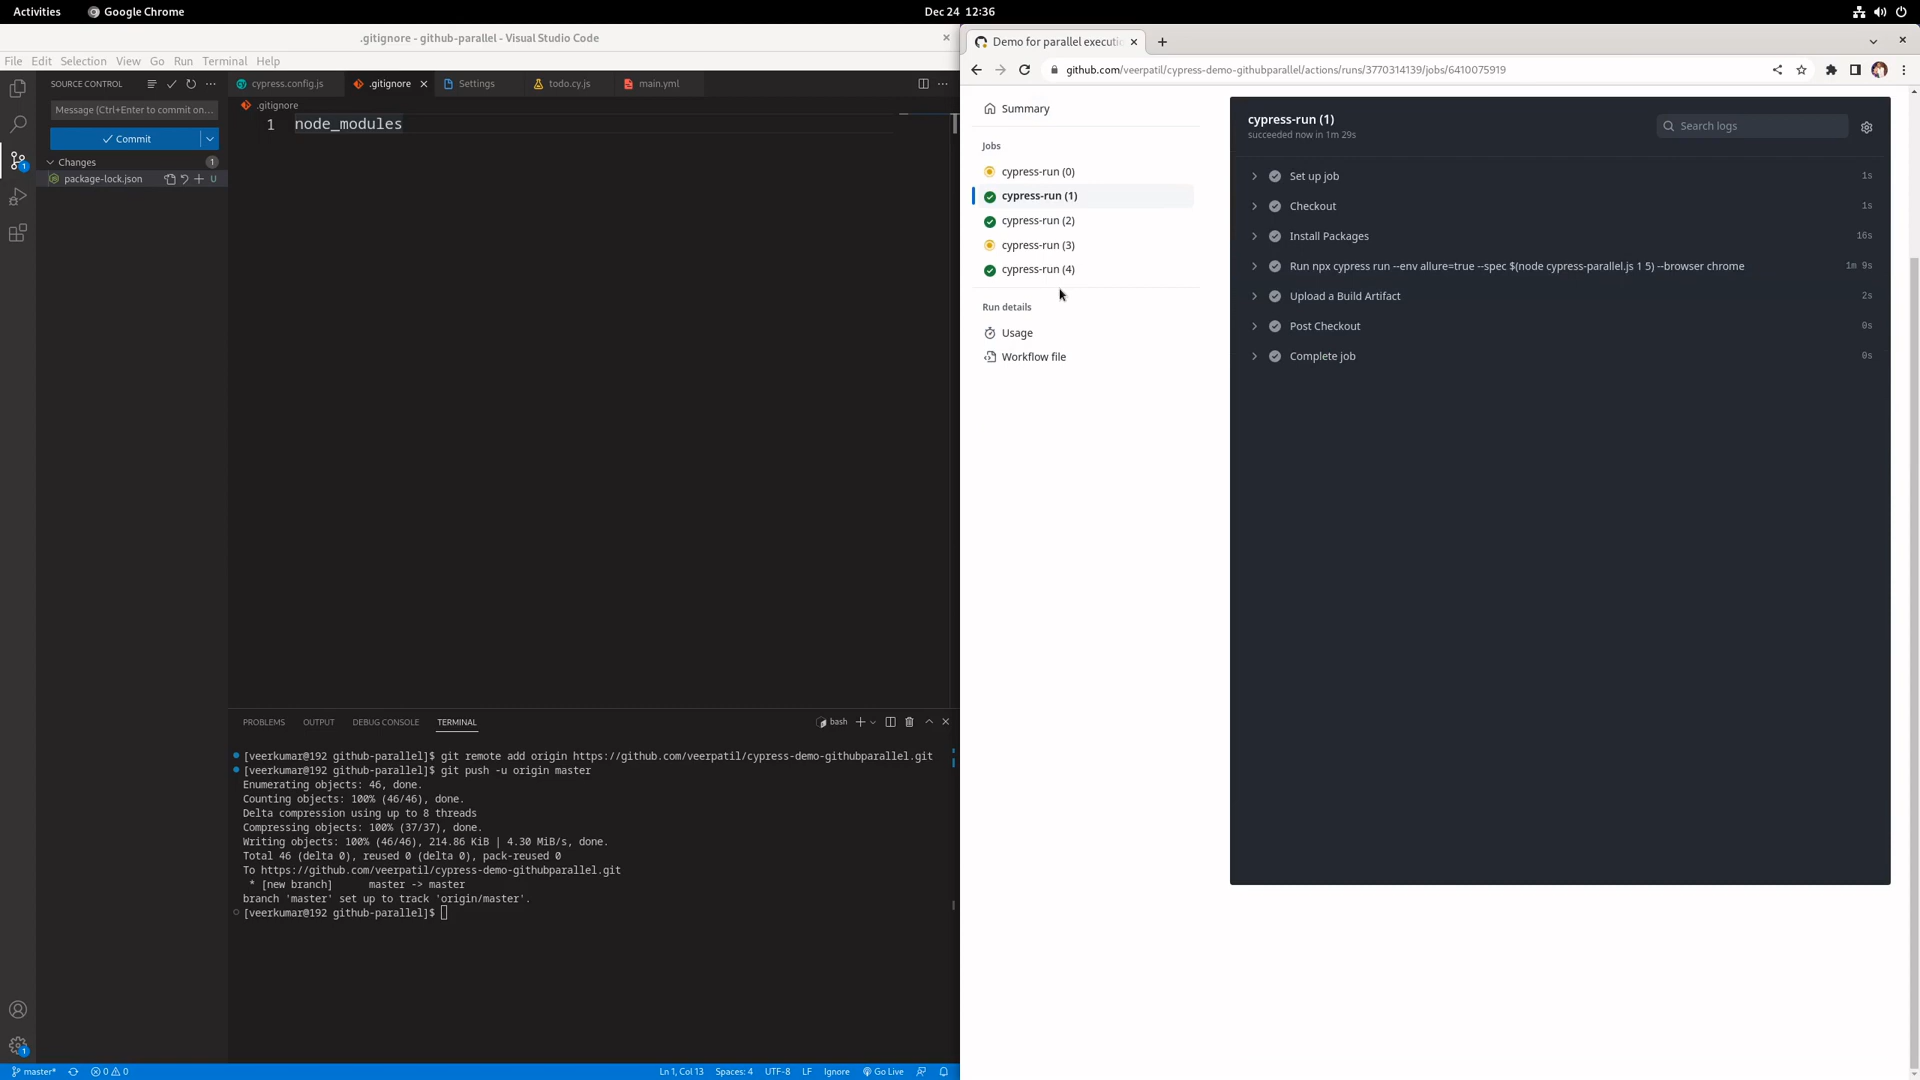 Activities
Google Chrome
Dec 24 12:36
.gitignore - github-parallel - Visual Studio Code
File Edit Selection View Go Run Terminal Help
SOURCE CONTROL
Message (Ctrl+Enter to commit on...
Commit
Changes
1
package-lock.json
U
1
cypress.config.js
.gitignore
Settings
todo.cy.js
main.yml
.gitignore
1
node_modules
PROBLEMS OUTPUT DEBUG CONSOLE TERMINAL
bash
[veerkumar@192 github-parallel]$ git remote add origin https://github.com/veerpatil/cypress-demo-githubparallel.git
[veerkumar@192 github-parallel]$ git push -u origin master
Enumerating objects: 46, done.
Counting objects: 100% (46/46), done.
Delta compression using up to 8 threads
Compressing objects: 100% (37/37), done.
Writing objects: 100% (46/46), 214.86 KiB | 4.30 MiB/s, done.
Total 46 (delta 0), reused 0 (delta 0), pack-reused 0
To https://github.com/veerpatil/cypress-demo-githubparallel.git
* [new branch] master -> master
branch 'master' set up to track 'origin/master'.
[veerkumar@192 github-parallel]$
1
master*
0 0
Ln 1, Col 13
Spaces: 4
UTF-8
LF
Ignore
Go Live
Demo for parallel executi
github.com/veerpatil/cypress-demo-githubparallel/actions/runs/3770314139/jobs/6410075919
Summary
Jobs
cypress-run (0)
cypress-run (1)
cypress-run (2)
cypress-run (3)
cypress-run (4)
Run details
Usage
Workflow file
cypress-run (1)
succeeded now in 1m 29s
Search logs
Set up job 1s
Checkout 1s
Install Packages 16s
Run npx cypress run --env allure=true --spec $(node cypress-parallel.js 1 5) --browser chrome 1m 9s
Upload a Build Artifact 2s
Post Checkout 0s
Complete job 0s